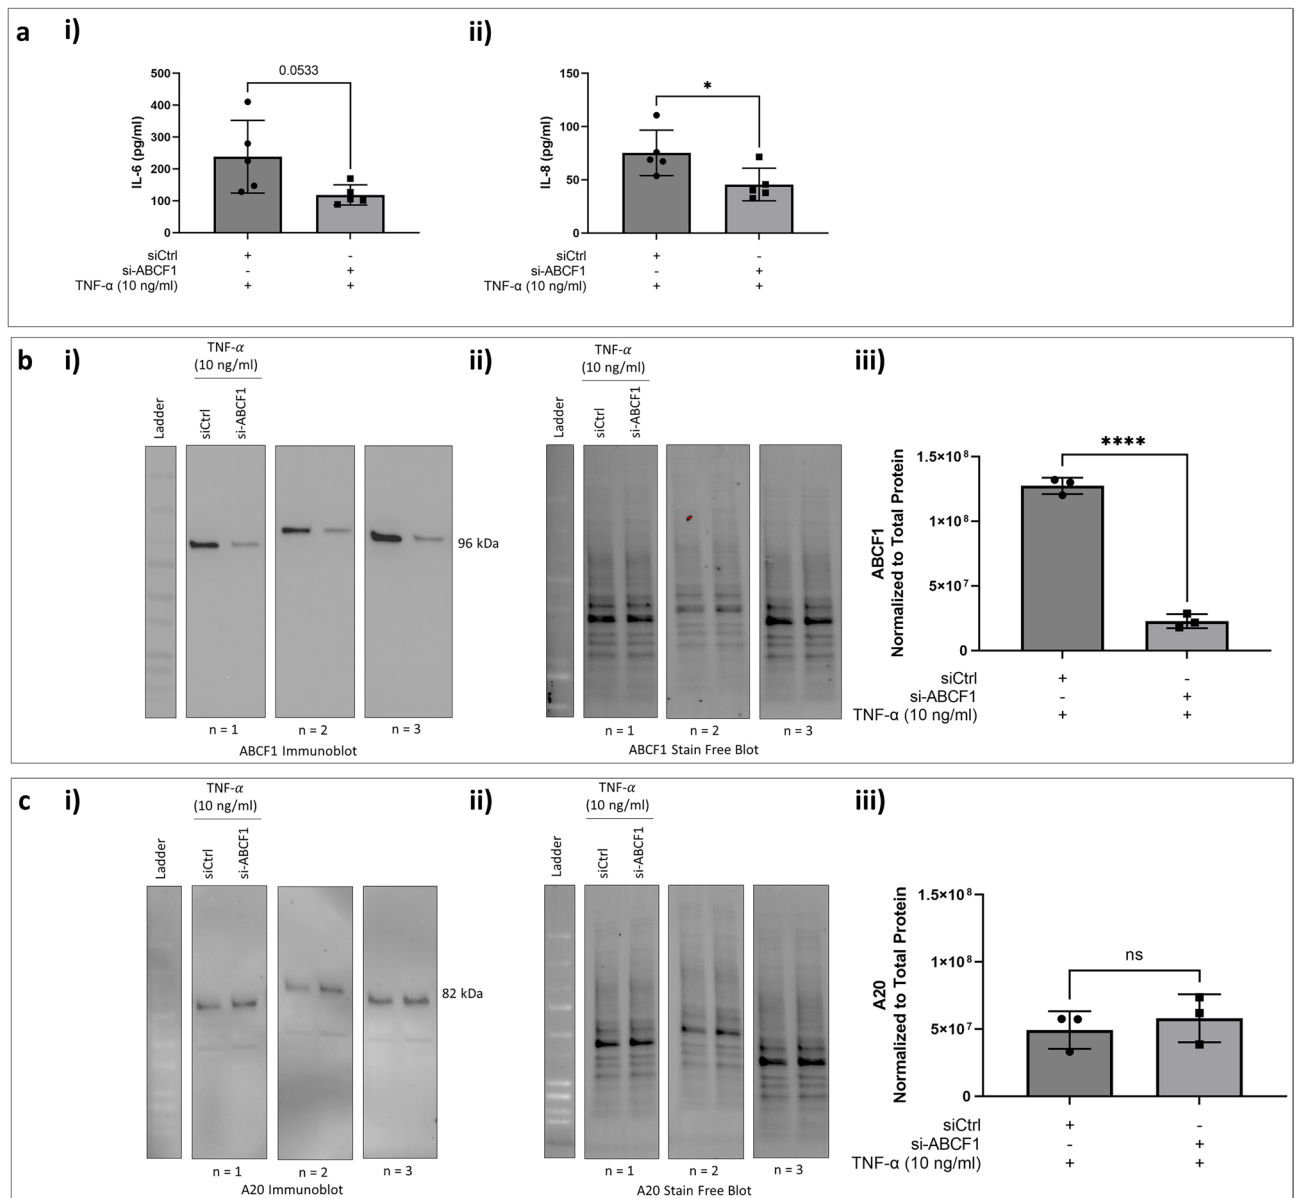 a i) ii)
0.0533
IL-6 (pg/ml)
500
400
300
200
100
0
siCtrl + -
si-ABCF1 - +
TNF-α (10 ng/ml) + +
*
IL-8 (pg/ml)
150
100
50
0
siCtrl + -
si-ABCF1 - +
TNF-α (10 ng/ml) + +
b i) ii) iii)
TNF-α
(10 ng/ml)
Ladder
siCtrl
si-ABCF1
96 kDa
n = 1 n = 2 n = 3
ABCF1 Immunoblot
TNF-α
(10 ng/ml)
Ladder
siCtrl
si-ABCF1
n = 1 n = 2 n = 3
ABCF1 Stain Free Blot
****
ABCF1
Normalized to Total Protein
1.5×10⁸
1×10⁸
5×10⁷
0
siCtrl + -
si-ABCF1 - +
TNF-α (10 ng/ml) + +
c i) ii) iii)
TNF-α
(10 ng/ml)
Ladder
siCtrl
si-ABCF1
82 kDa
n = 1 n = 2 n = 3
A20 Immunoblot
TNF-α
(10 ng/ml)
Ladder
siCtrl
si-ABCF1
n = 1 n = 2 n = 3
A20 Stain Free Blot
ns
A20
Normalized to Total Protein
1.5×10⁸
1×10⁸
5×10⁷
0
siCtrl + -
si-ABCF1 - +
TNF-α (10 ng/ml) + +